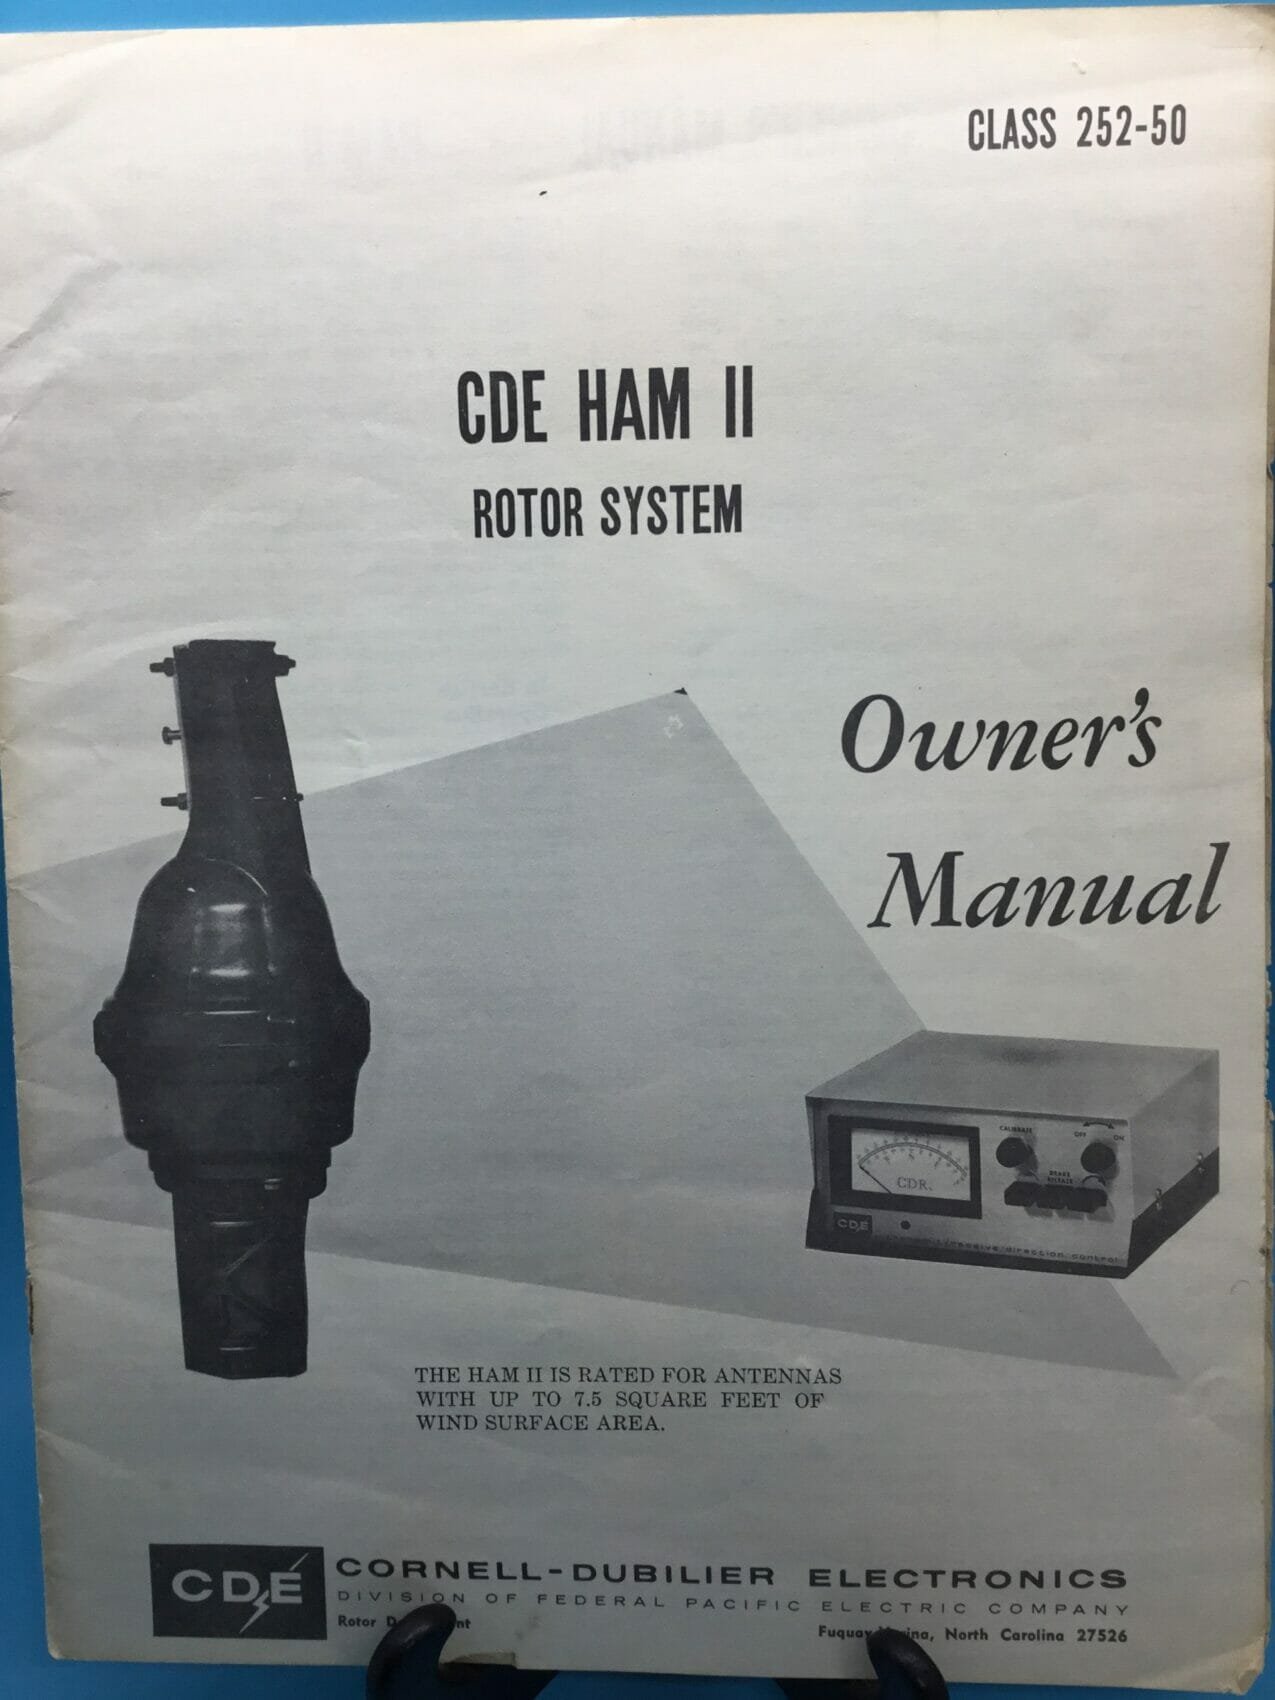 CLASS 252-50
CDE HAM II
ROTOR SYSTEM
Owner's
Manual
CALIBRATE
OFF
ON
BRAKE
RELEASE
CDR.
CDE
direction control
THE HAM II IS RATED FOR ANTENNAS
WITH UP TO 7.5 SQUARE FEET OF
WIND SURFACE AREA.
CDE
CORNELL-DUBILIER ELECTRONICS
DIVISION OF FEDERAL PACIFIC ELECTRIC COMPANY
Rotor
North Carolina 27526